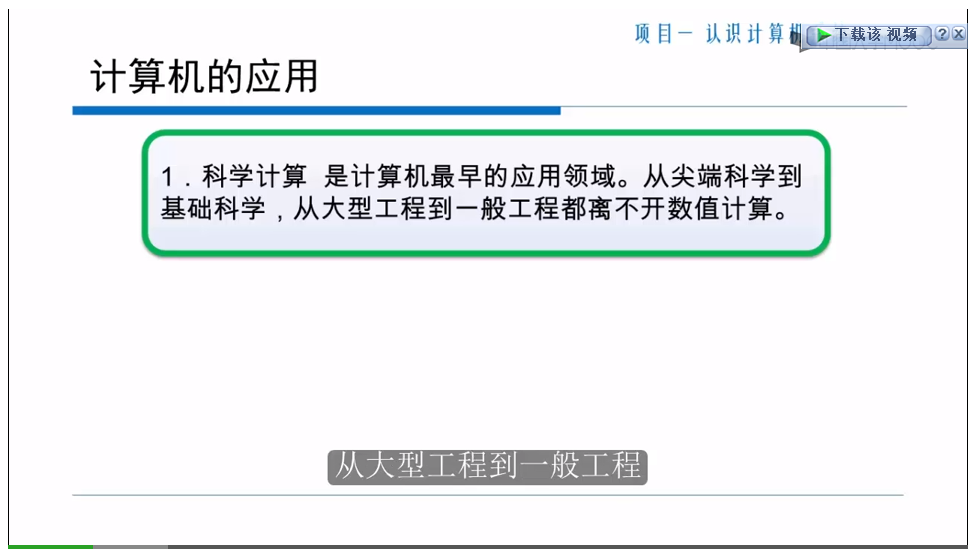 项目一 认识计算机
下载该 视频
计算机的应用
1．科学计算 是计算机最早的应用领域。从尖端科学到
基础科学，从大型工程到一般工程都离不开数值计算。
从大型工程到一般工程